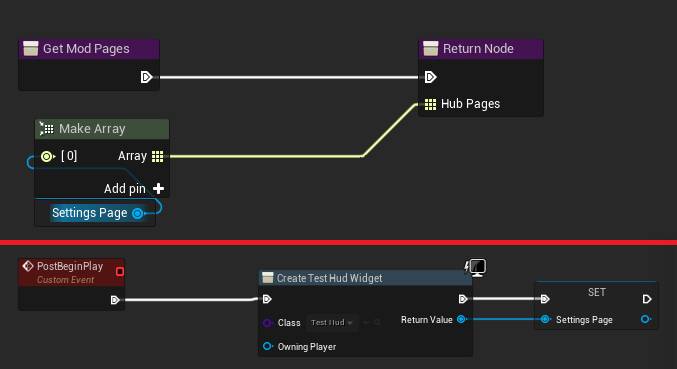 Get Mod Pages
Return Node
Hub Pages
Make Array
[ 0] Array
Add pin
Settings Page
PostBeginPlay
Custom Event
Create Test Hud Widget
Class Test Hud
Return Value
Owning Player
SET
Settings Page